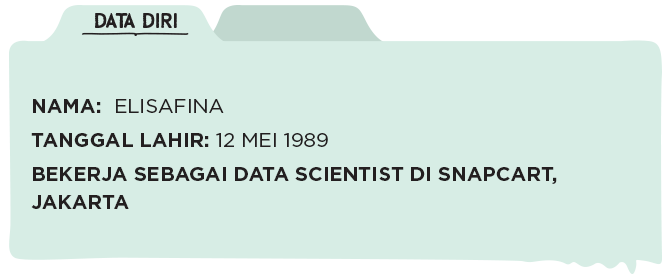 DATA DIRI
NAMA: ELISAFINA
TANGGAL LAHIR: 12 MEI 1989
BEKERJA SEBAGAI DATA SCIENTIST DI SNAPCART,
JAKARTA